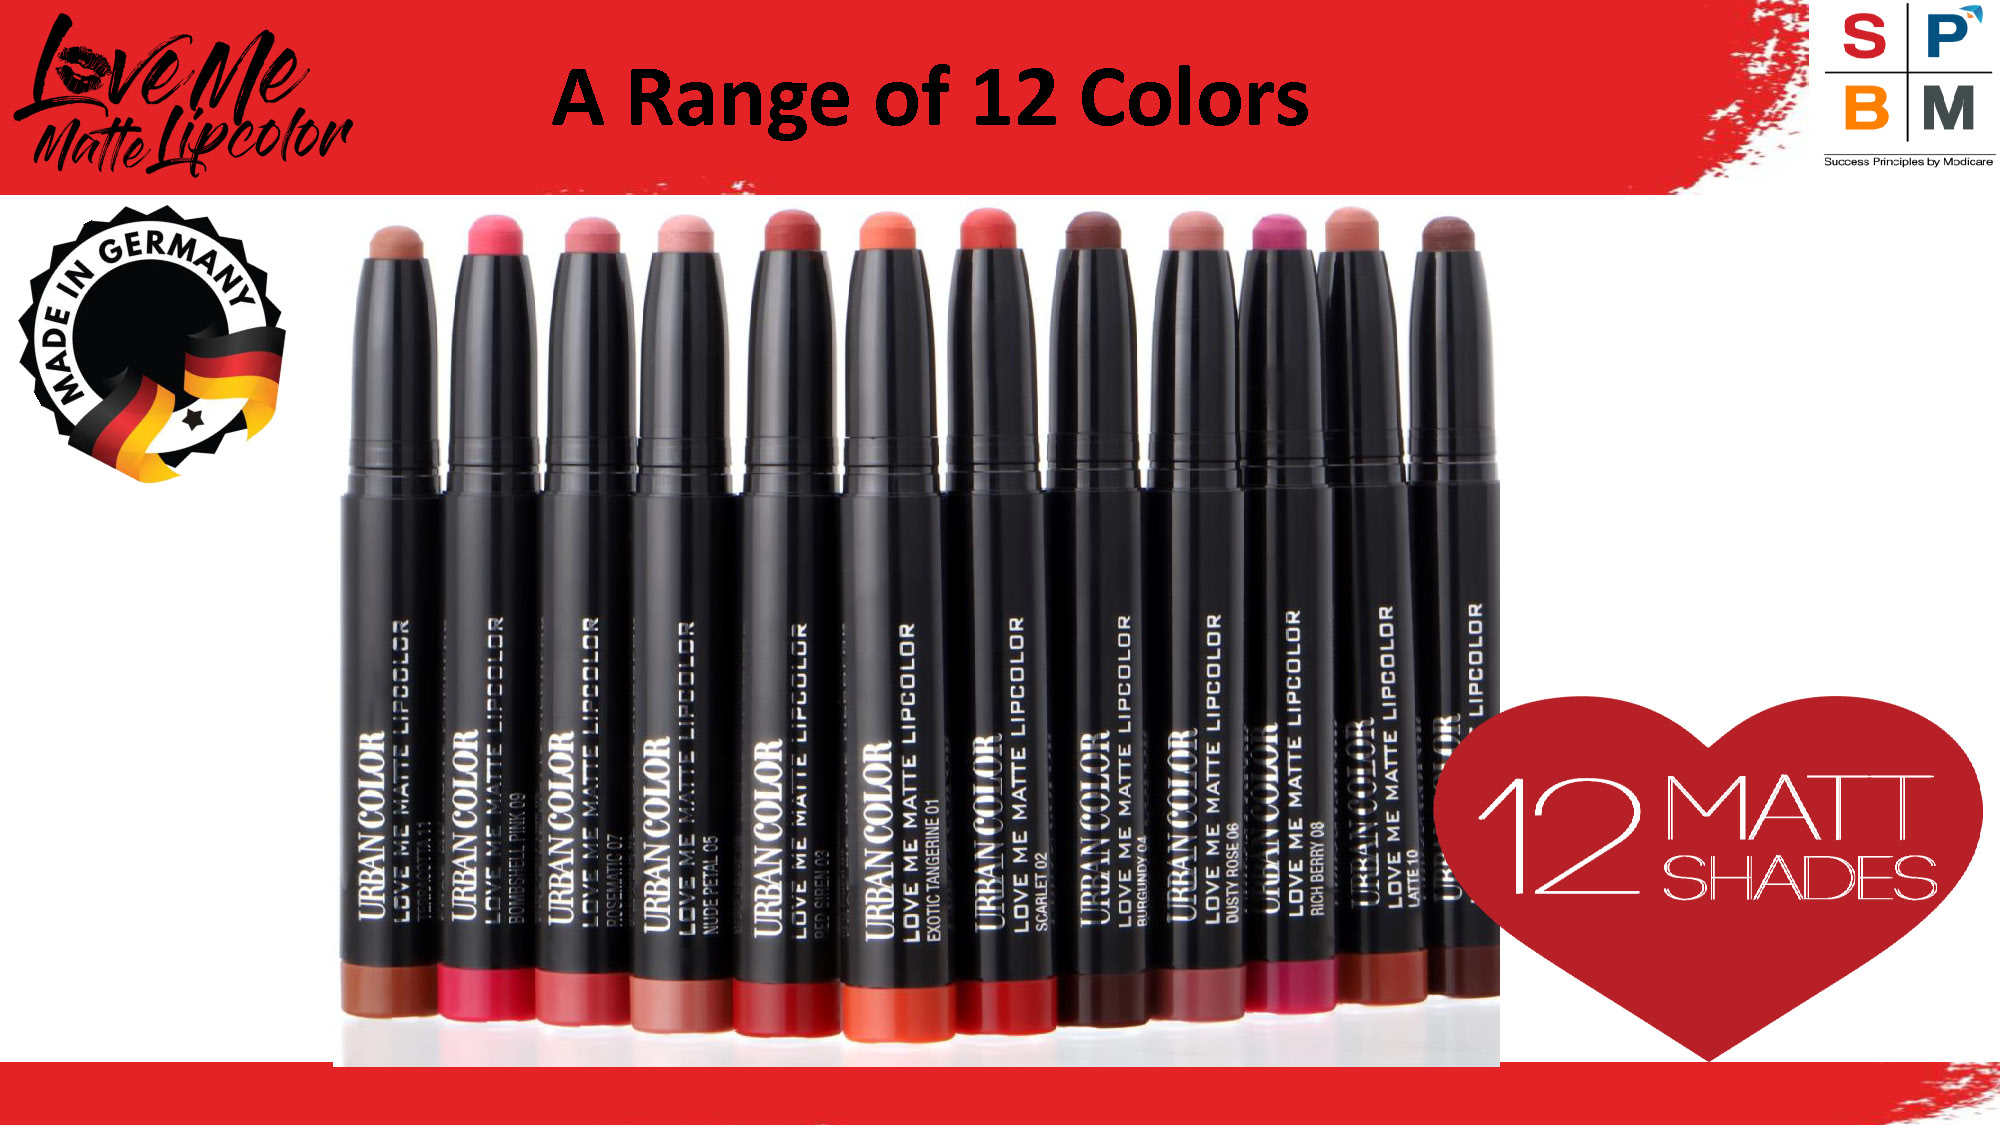 Love Me
Matte Lipcolor
A Range of 12 Colors
S P
B M
Success Principles by Modicare
MADE IN GERMANY
URBAN COLOR
LOVE ME MATTE LIPCOLOR
TERRACOTTA 11
URBAN COLOR
LOVE ME MATTE LIPCOLOR
BOMBSHELL PINK 09
URBAN COLOR
LOVE ME MATTE LIPCOLOR
ROSEMATIC 07
URBAN COLOR
LOVE ME MATTE LIPCOLOR
NUDE PETAL 05
URBAN COLOR
LOVE ME MATTE LIPCOLOR
RED SIREN 03
URBAN COLOR
LOVE ME MATTE LIPCOLOR
EXOTIC TANGERINE 01
URBAN COLOR
LOVE ME MATTE LIPCOLOR
SCARLET 02
URBAN COLOR
LOVE ME MATTE LIPCOLOR
BURGUNDY 04
URBAN COLOR
LOVE ME MATTE LIPCOLOR
DUSTY ROSE 06
URBAN COLOR
LOVE ME MATTE LIPCOLOR
RICH BERRY 08
URBAN COLOR
LOVE ME MATTE LIPCOLOR
LATTE 10
LIPCOLOR
12 MATT
SHADES